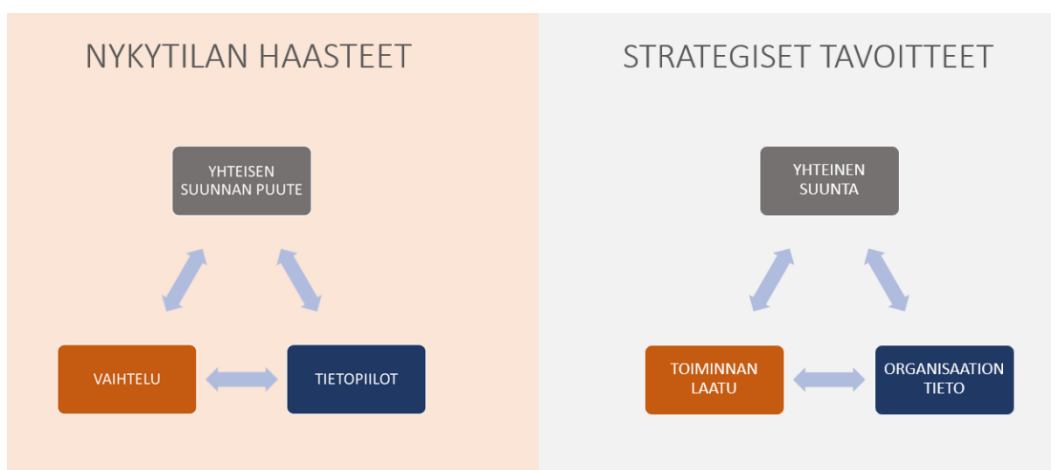 NYKYTILAN HAASTEET
YHTEISEN
SUUNNAN PUUTE
VAIHTELU
TIETOPIILOT
STRATEGISET TAVOITTEET
YHTEINEN
SUUNTA
TOIMINNAN
LAATU
ORGANISAATION
TIETO